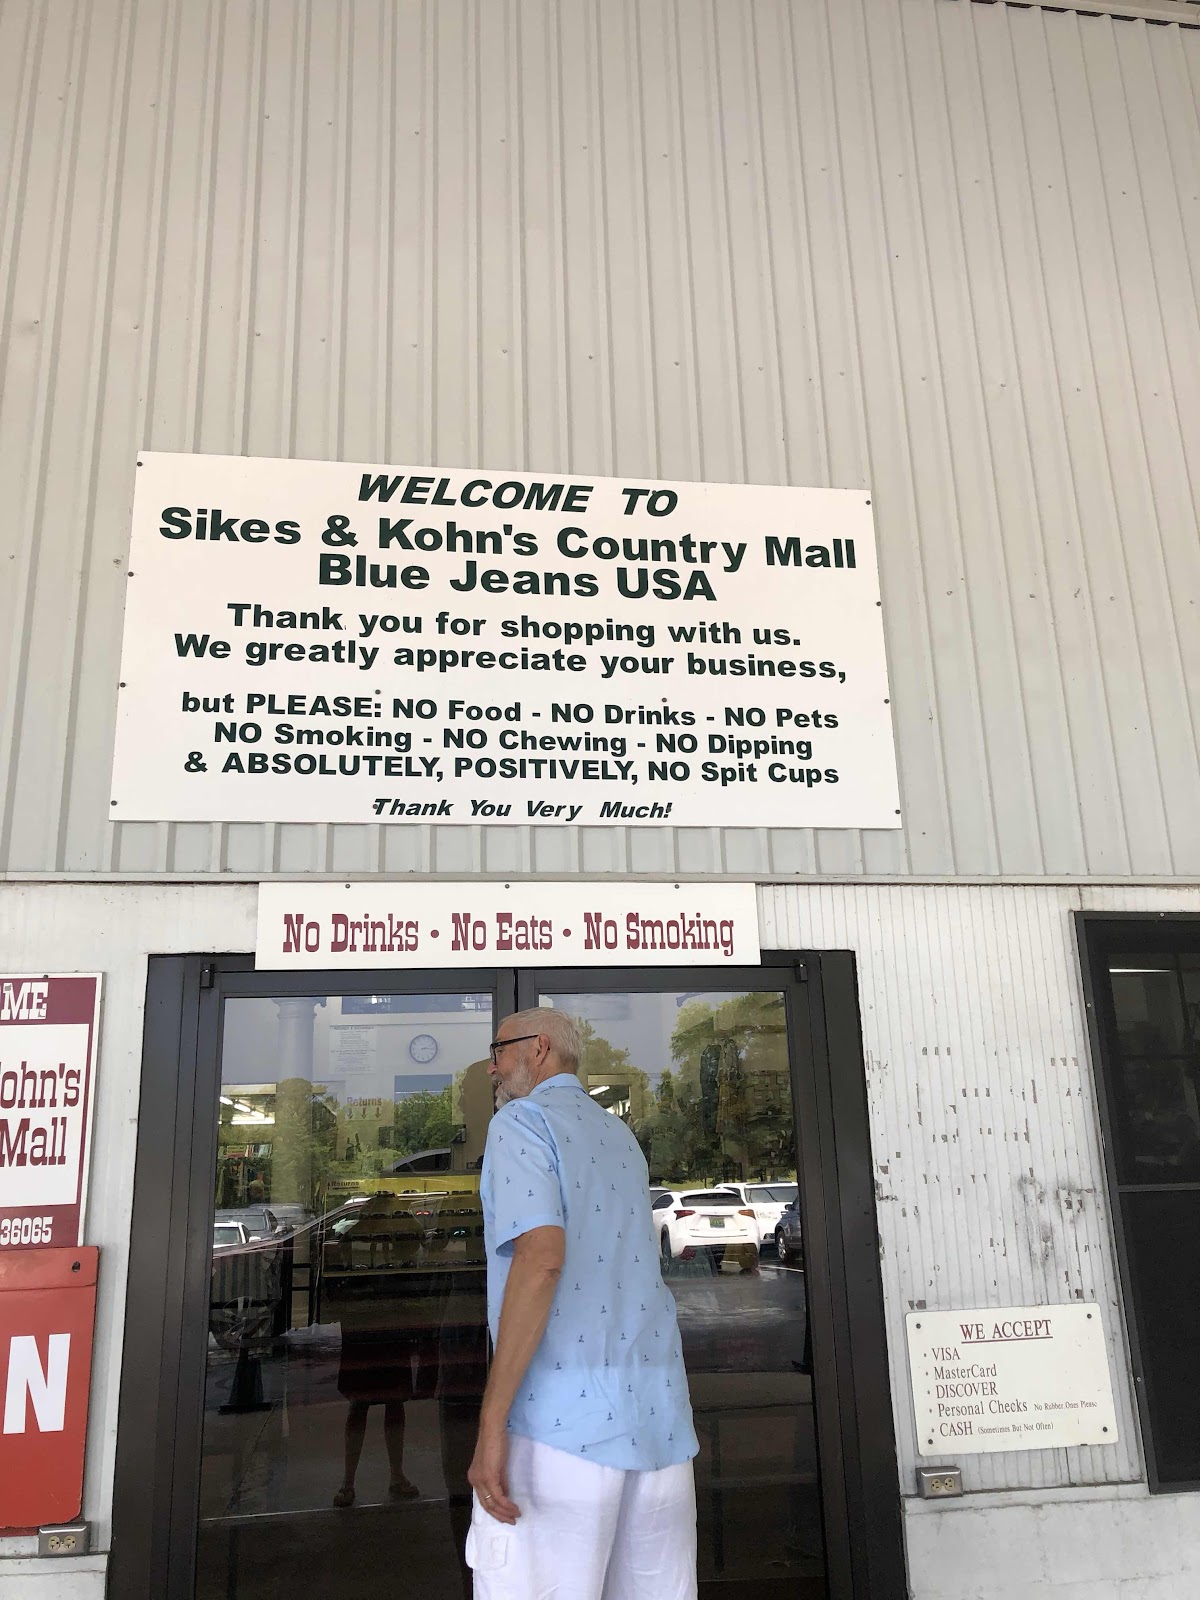 WELCOME TO
Sikes & Kohn's Country Mall
Blue Jeans USA
Thank you for shopping with us.
We greatly appreciate your business,
but PLEASE: NO Food - NO Drinks - NO Pets
NO Smoking - NO Chewing - NO Dipping
& ABSOLUTELY, POSITIVELY, NO Spit Cups
Thank You Very Much!
No Drinks • No Eats • No Smoking
ME
ohn's
Mall
36065
N
Returns
Returns
WE ACCEPT
• VISA
• MasterCard
• DISCOVER
• Personal Checks No Rubber Ones Please
• CASH (Sometimes But Not Often)